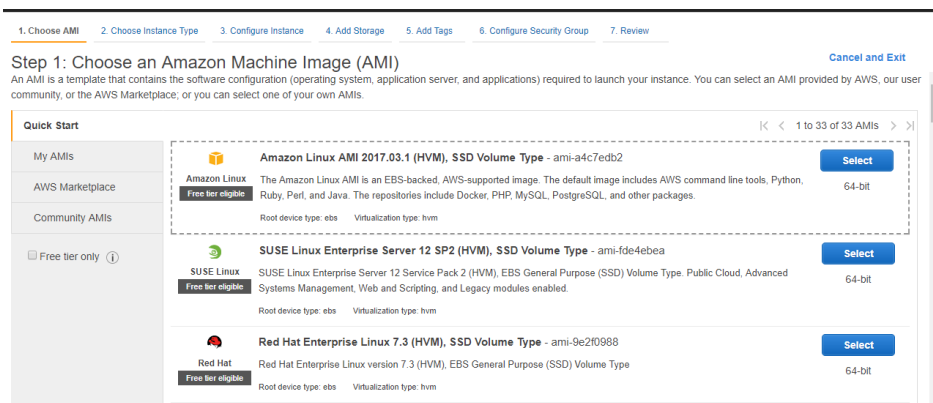 1. Choose AMI 2. Choose Instance Type 3. Configure Instance 4. Add Storage 5. Add Tags 6. Configure Security Group 7. Review
Step 1: Choose an Amazon Machine Image (AMI)
Cancel and Exit
An AMI is a template that contains the software configuration (operating system, application server, and applications) required to launch your instance. You can select an AMI provided by AWS, our user
community, or the AWS Marketplace; or you can select one of your own AMIs.
Quick Start
1 to 33 of 33 AMIs
My AMIs
AWS Marketplace
Community AMIs
Free tier only
Amazon Linux
Free tier eligible
Amazon Linux AMI 2017.03.1 (HVM), SSD Volume Type - ami-a4c7edb2
The Amazon Linux AMI is an EBS-backed, AWS-supported image. The default image includes AWS command line tools, Python,
Ruby, Perl, and Java. The repositories include Docker, PHP, MySQL, PostgreSQL, and other packages.
Root device type: ebs Virtualization type: hvm
Select
64-bit
SUSE Linux
Free tier eligible
SUSE Linux Enterprise Server 12 SP2 (HVM), SSD Volume Type - ami-fde4ebea
SUSE Linux Enterprise Server 12 Service Pack 2 (HVM), EBS General Purpose (SSD) Volume Type. Public Cloud, Advanced
Systems Management, Web and Scripting, and Legacy modules enabled.
Root device type: ebs Virtualization type: hvm
Select
64-bit
Red Hat
Free tier eligible
Red Hat Enterprise Linux 7.3 (HVM), SSD Volume Type - ami-9e2f0988
Red Hat Enterprise Linux version 7.3 (HVM), EBS General Purpose (SSD) Volume Type
Root device type: ebs Virtualization type: hvm
Select
64-bit